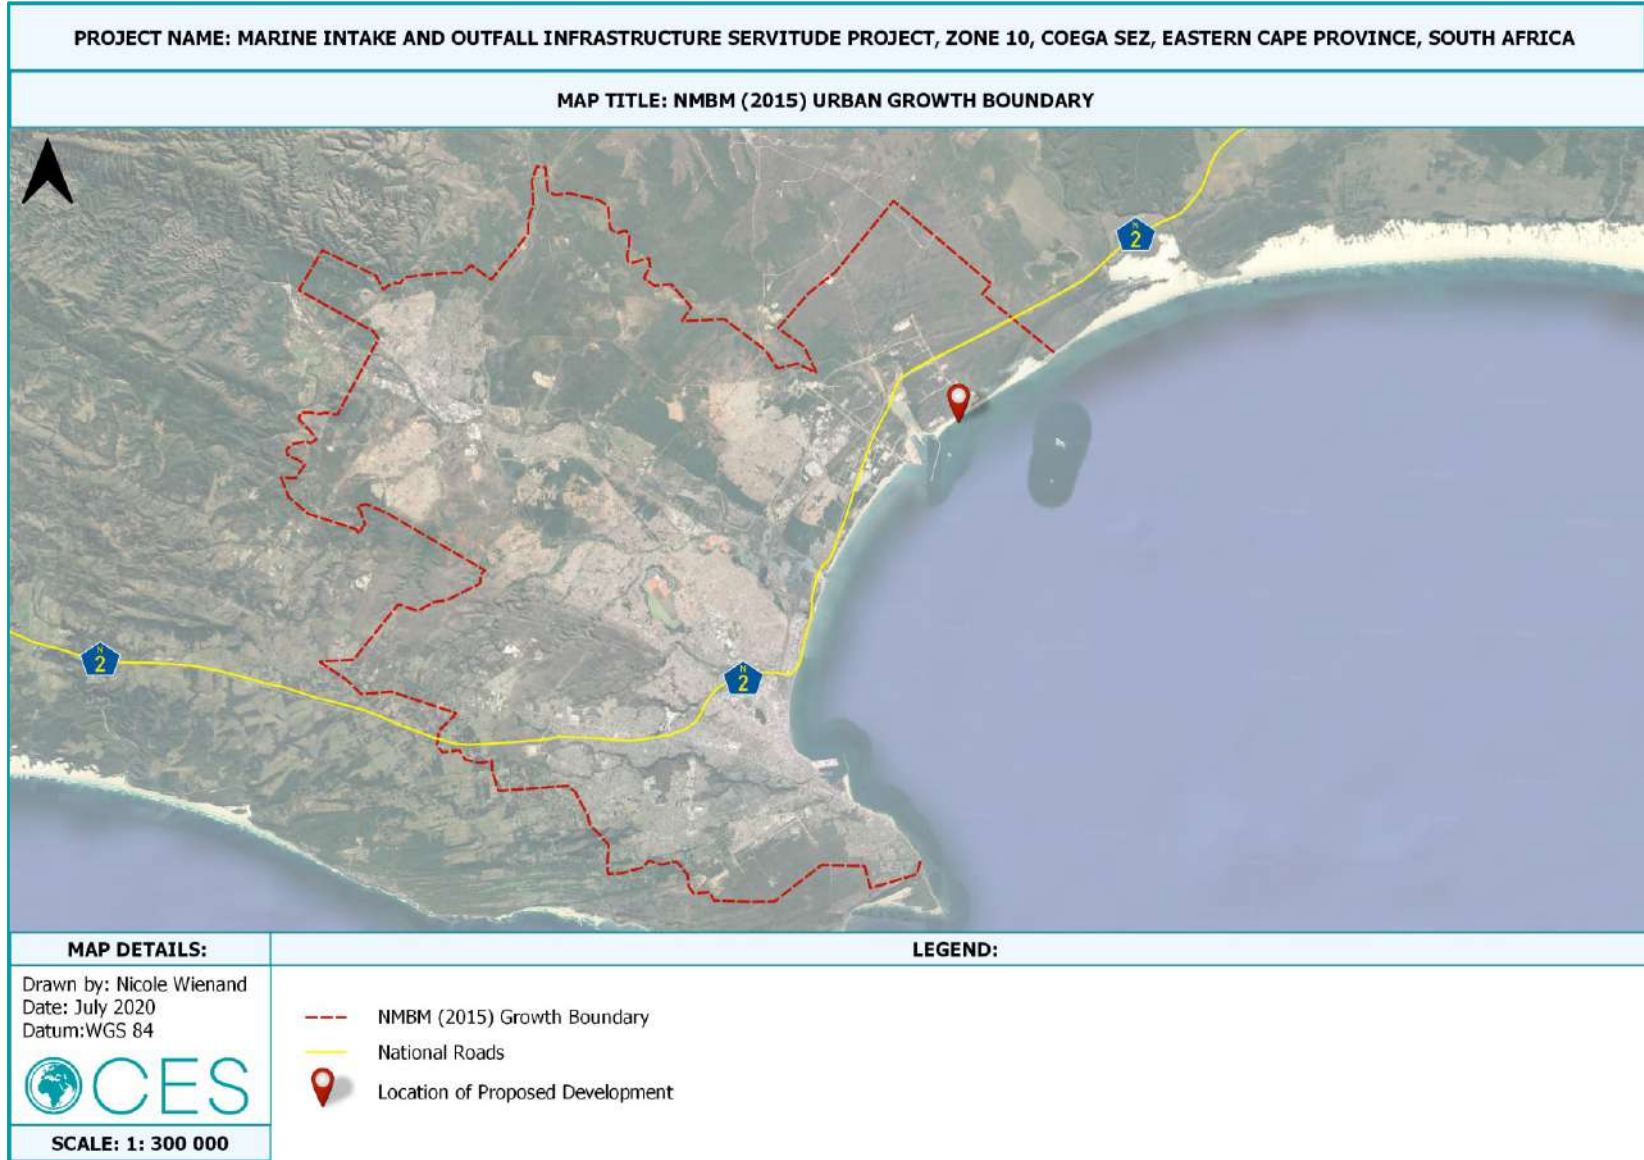 PROJECT NAME: MARINE INTAKE AND OUTFALL INFRASTRUCTURE SERVITUDE PROJECT, ZONE 10, COEGA SEZ, EASTERN CAPE PROVINCE, SOUTH AFRICA
MAP TITLE: NMBM (2015) URBAN GROWTH BOUNDARY
N
2
N
2
N
2
MAP DETAILS:
Drawn by: Nicole Wienand
Date: July 2020
Datum:WGS 84
CES
SCALE: 1: 300 000
LEGEND:
NMBM (2015) Growth Boundary
National Roads
Location of Proposed Development